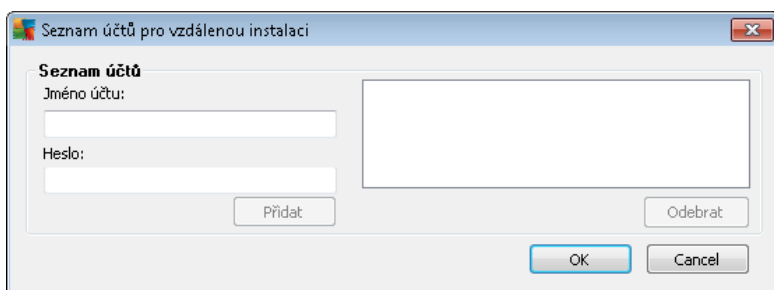 Seznam účtů pro vzdálenou instalaci
Seznam účtů
Jméno účtu:
Heslo:
Přidat
Odebrat
OK
Cancel